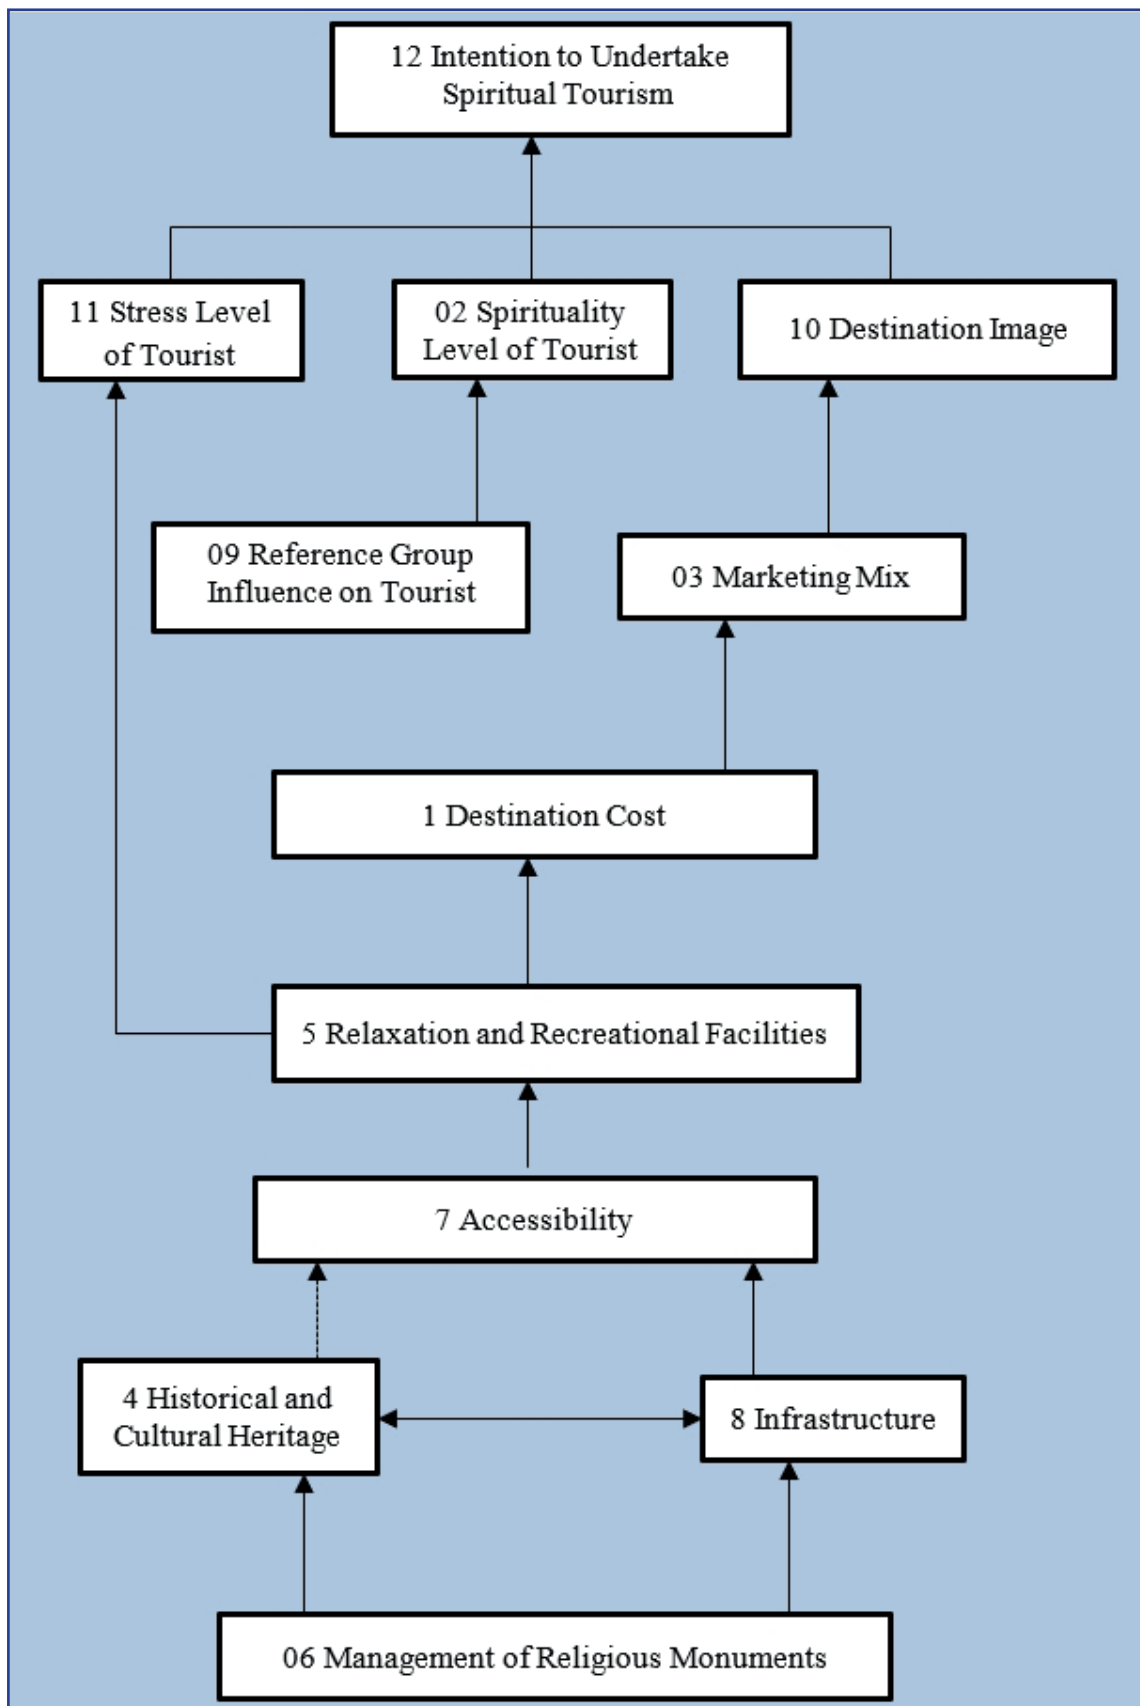 12 Intention to Undertake
Spiritual Tourism
11 Stress Level
of Tourist
02 Spirituality
Level of Tourist
10 Destination Image
09 Reference Group
Influence on Tourist
03 Marketing Mix
1 Destination Cost
5 Relaxation and Recreational Facilities
7 Accessibility
4 Historical and
Cultural Heritage
8 Infrastructure
06 Management of Religious Monuments